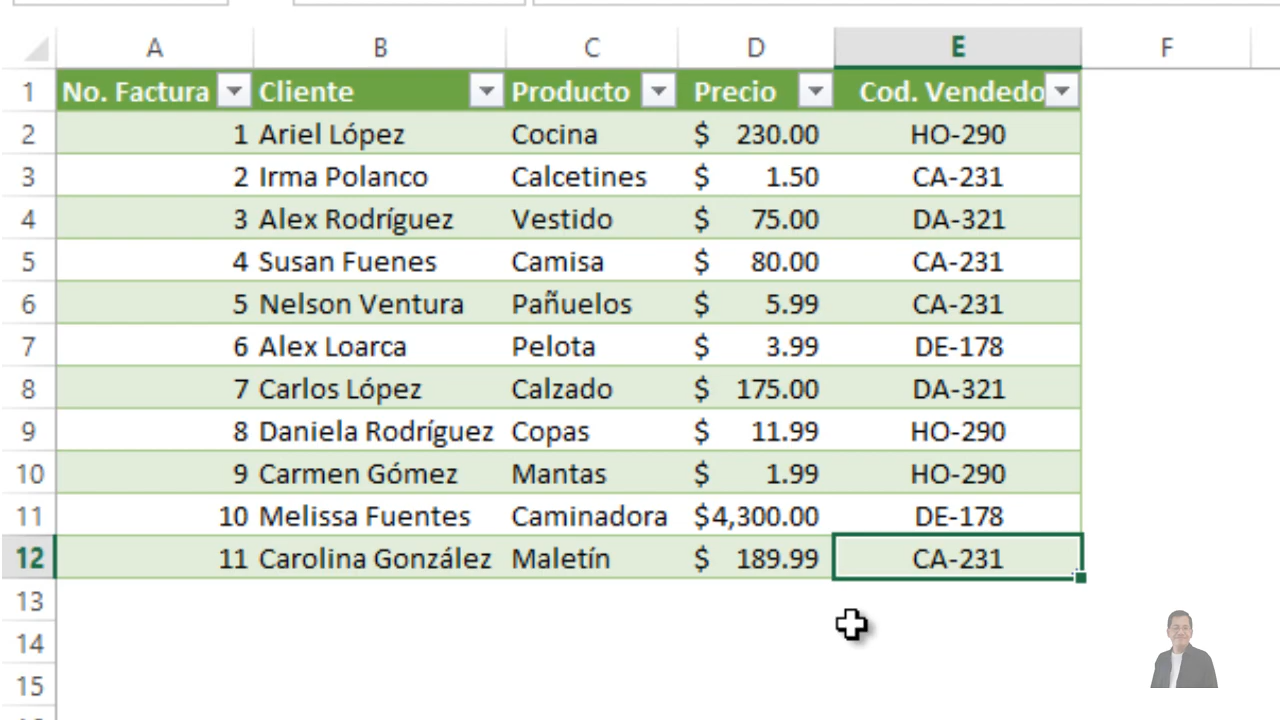 A B C D E F
1 No. Factura Cliente Producto Precio Cod. Vendedo
2 1 Ariel López Cocina $ 230.00 HO-290
3 2 Irma Polanco Calcetines $ 1.50 CA-231
4 3 Alex Rodríguez Vestido $ 75.00 DA-321
5 4 Susan Fuenes Camisa $ 80.00 CA-231
6 5 Nelson Ventura Pañuelos $ 5.99 CA-231
7 6 Alex Loarca Pelota $ 3.99 DE-178
8 7 Carlos López Calzado $ 175.00 DA-321
9 8 Daniela Rodríguez Copas $ 11.99 HO-290
10 9 Carmen Gómez Mantas $ 1.99 HO-290
11 10 Melissa Fuentes Caminadora $4,300.00 DE-178
12 11 Carolina González Maletín $ 189.99 CA-231
13
14
15